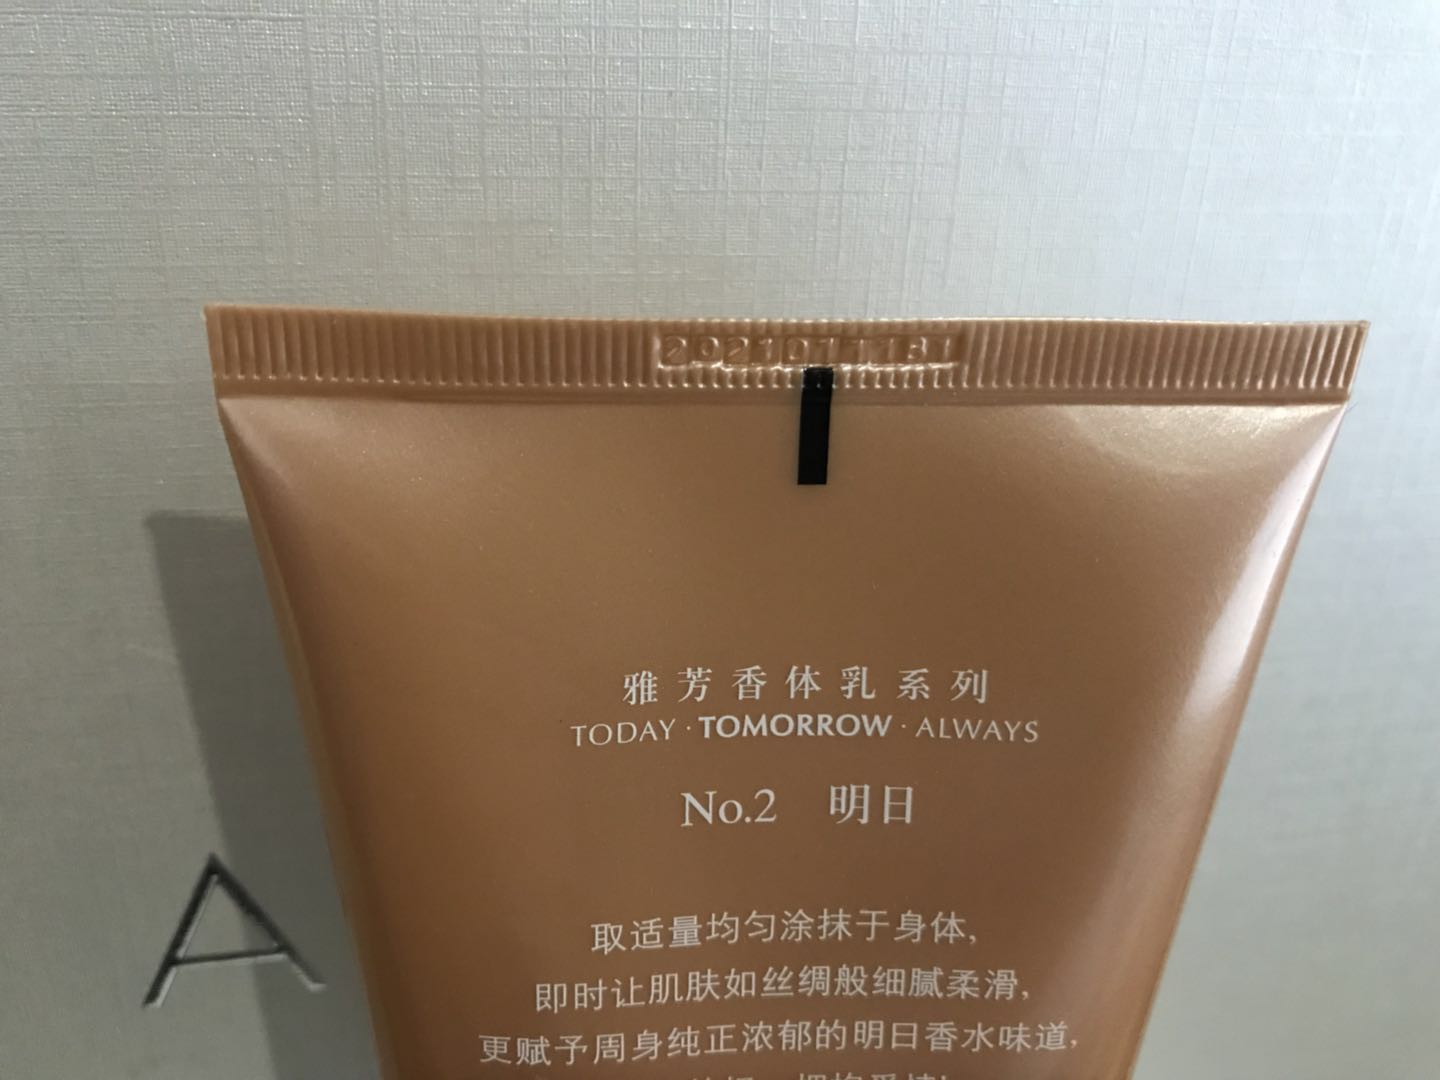 雅芳香体乳系列
TODAY · TOMORROW · ALWAYS
No.2 明日
取适量均匀涂抹于身体,
即时让肌肤如丝绸般细腻柔滑,
更赋予周身纯正浓郁的明日香水味道,
A